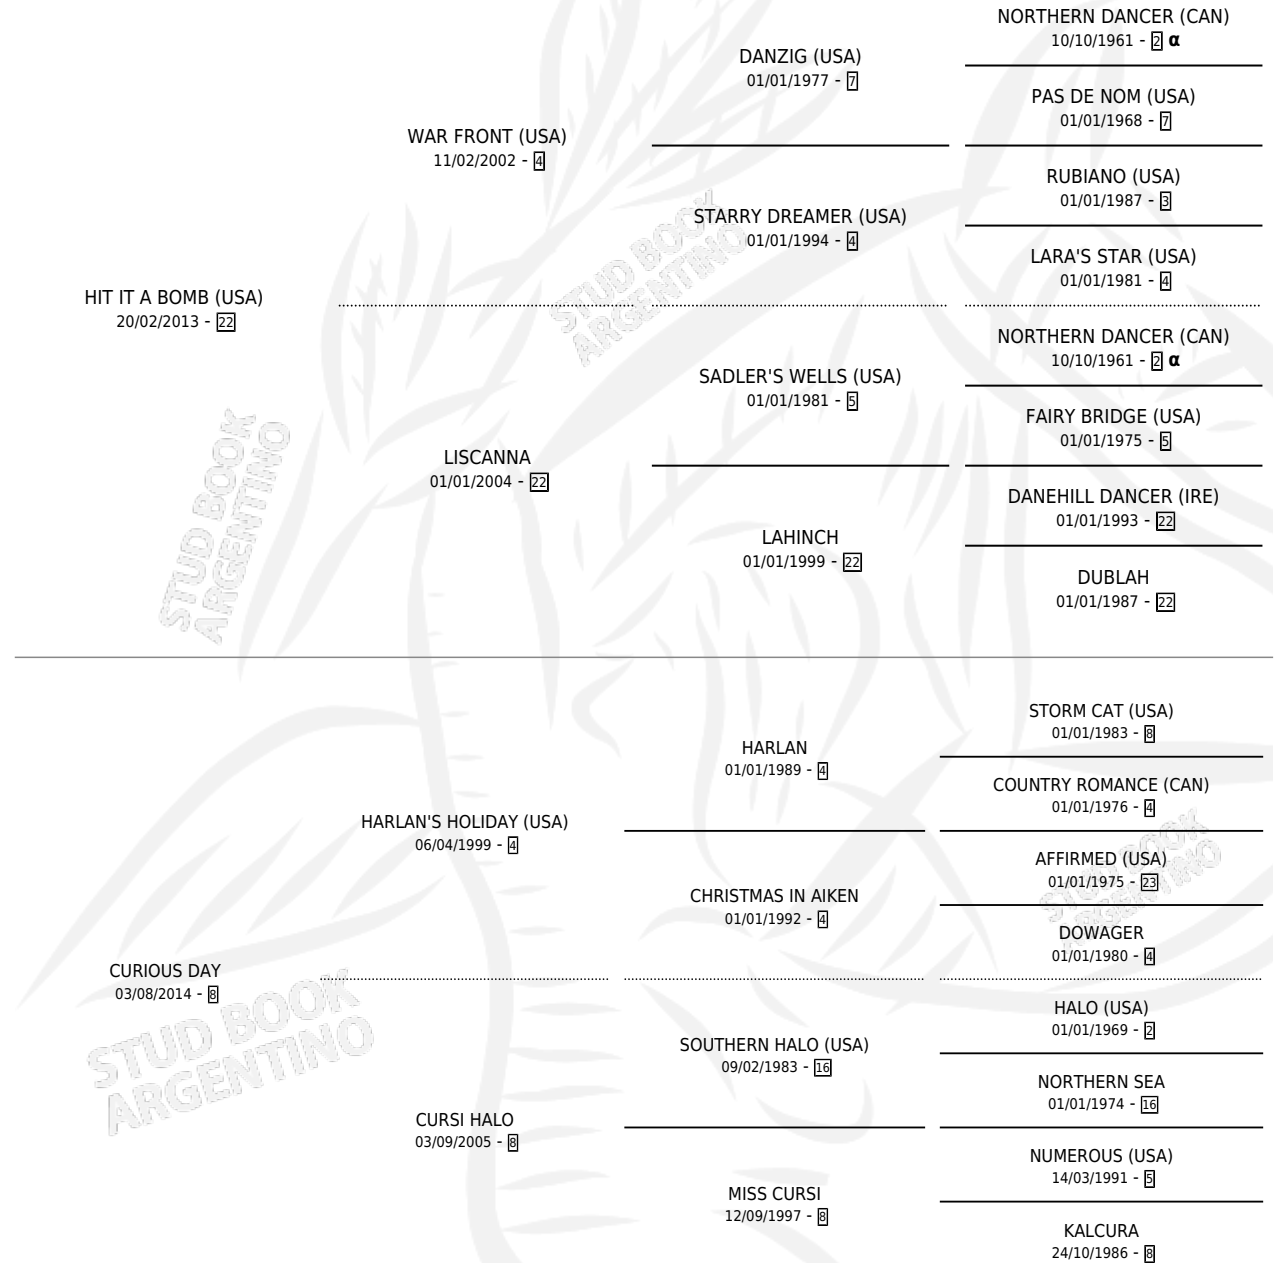 NORTHERN DANCER (CAN)
10/10/1961 - 2 α
DANZIG (USA)
01/01/1977 - 7
PAS DE NOM (USA)
01/01/1968 - 7
WAR FRONT (USA)
11/02/2002 - 4
RUBIANO (USA)
01/01/1987 - 3
STARRY DREAMER (USA)
01/01/1994 - 4
LARA'S STAR (USA)
01/01/1981 - 4
HIT IT A BOMB (USA)
20/02/2013 - 22
NORTHERN DANCER (CAN)
10/10/1961 - 2 α
SADLER'S WELLS (USA)
01/01/1981 - 5
FAIRY BRIDGE (USA)
01/01/1975 - 5
LISCANNA
01/01/2004 - 22
DANEHILL DANCER (IRE)
01/01/1993 - 22
LAHINCH
01/01/1999 - 22
DUBLAH
01/01/1987 - 22
STORM CAT (USA)
01/01/1983 - 8
HARLAN
01/01/1989 - 4
COUNTRY ROMANCE (CAN)
01/01/1976 - 4
HARLAN'S HOLIDAY (USA)
06/04/1999 - 4
AFFIRMED (USA)
01/01/1975 - 23
CHRISTMAS IN AIKEN
01/01/1992 - 4
DOWAGER
01/01/1980 - 4
CURIOUS DAY
03/08/2014 - 8
HALO (USA)
01/01/1969 - 2
SOUTHERN HALO (USA)
09/02/1983 - 16
NORTHERN SEA
01/01/1974 - 16
CURSI HALO
03/09/2005 - 8
NUMEROUS (USA)
14/03/1991 - 5
MISS CURSI
12/09/1997 - 8
KALCURA
24/10/1986 - 8
STUD BOOK
ARGENTINO
STUD BOOK
ARGENTINO
STUD BOOK
ARGENTINO
STUD BOOK
ARGENTINO